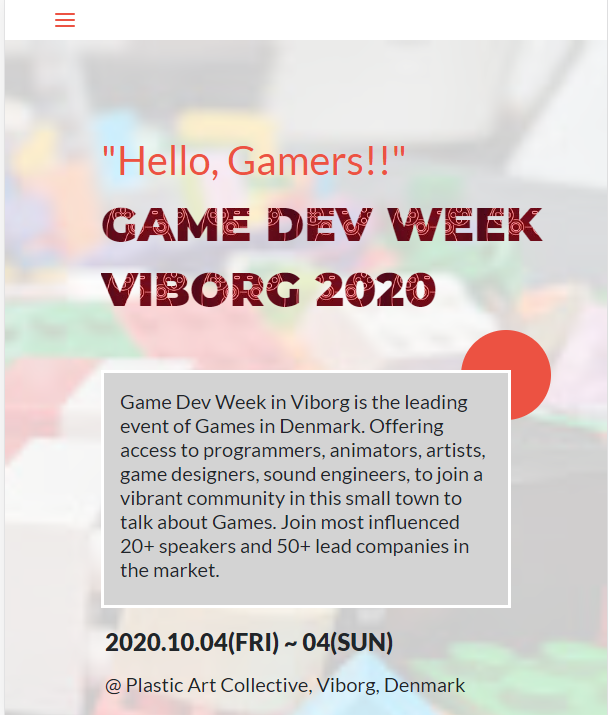 "Hello, Gamers!!"
GAME DEV WEEK
VIBORG 2020
Game Dev Week in Viborg is the leading
event of Games in Denmark. Offering
access to programmers, animators, artists,
game designers, sound engineers, to join a
vibrant community in this small town to
talk about Games. Join most influenced
20+ speakers and 50+ lead companies in
the market.
2020.10.04(FRI) ~ 04(SUN)
@ Plastic Art Collective, Viborg, Denmark